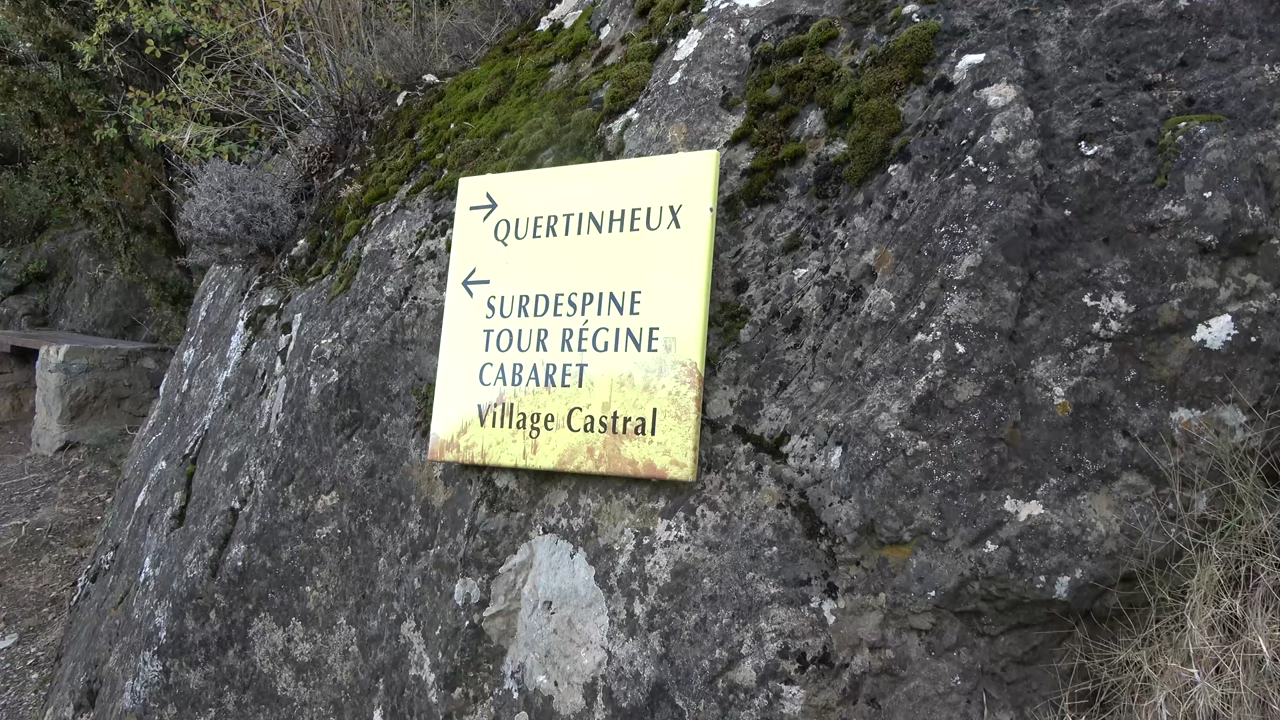 → QUERTINHEUX
← SURDESPINE
TOUR RÉGINE
CABARET
Village Castral